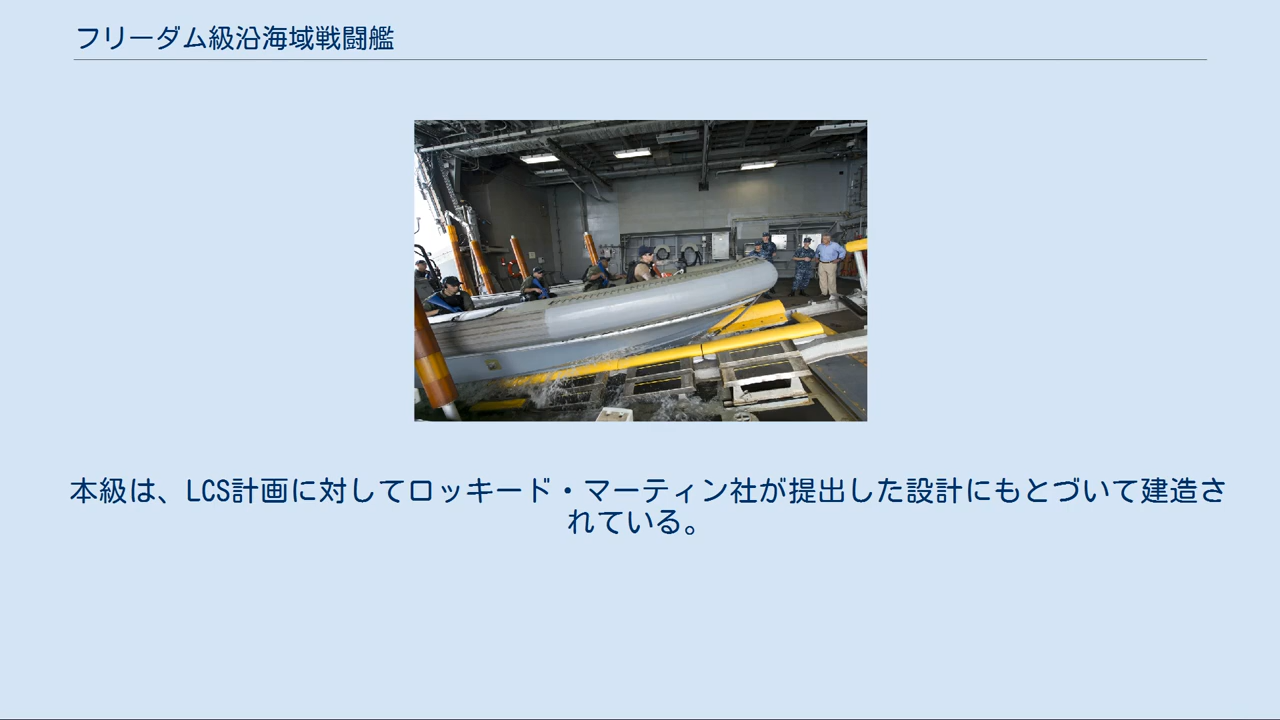 フリーダム級沿海域戦闘艦
本級は、LCS計画に対してロッキード・マーティン社が提出した設計にもとづいて建造さ
れている。